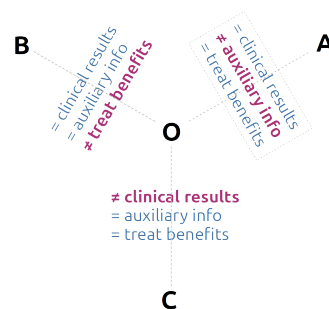 B
= clinical results
= auxiliary info
≠ treat benefits
A
= clinical results
≠ auxiliary info
= treat benefits
O
≠ clinical results
= auxiliary info
= treat benefits
C